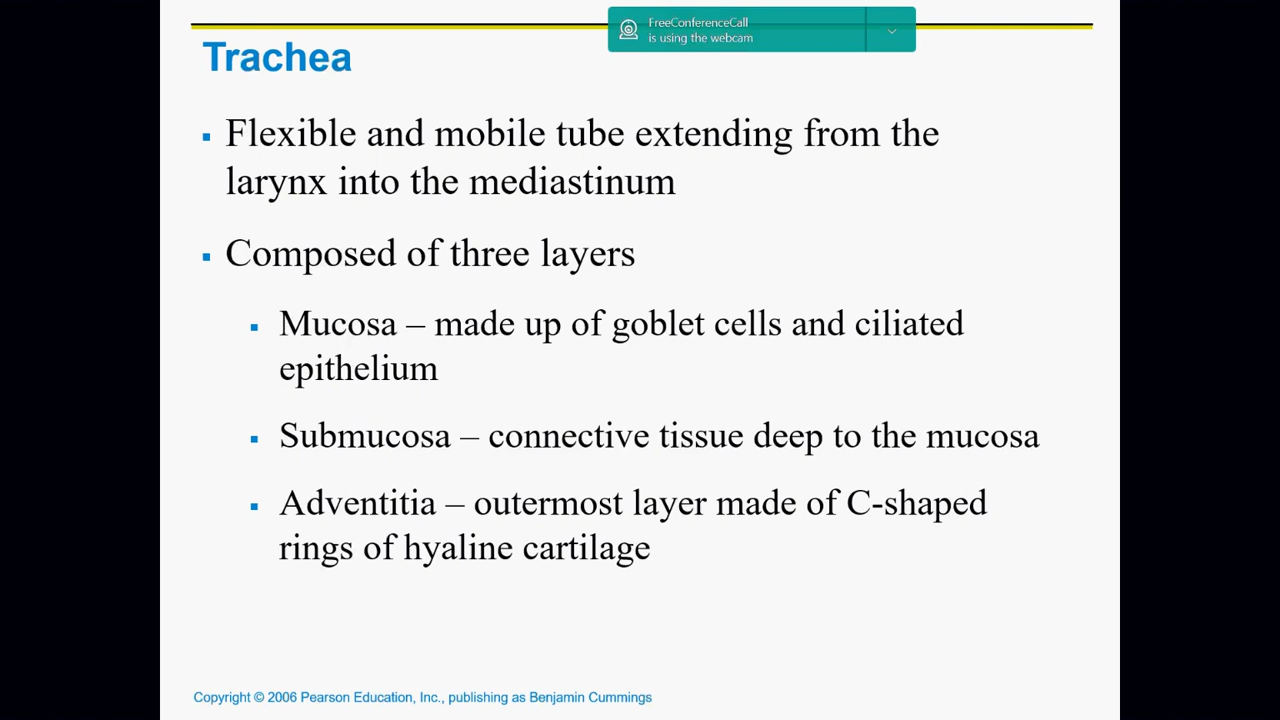 FreeConferenceCall
is using the webcam
Trachea
▪ Flexible and mobile tube extending from the
larynx into the mediastinum
▪ Composed of three layers
▪ Mucosa – made up of goblet cells and ciliated
epithelium
▪ Submucosa – connective tissue deep to the mucosa
▪ Adventitia – outermost layer made of C-shaped
rings of hyaline cartilage
Copyright © 2006 Pearson Education, Inc., publishing as Benjamin Cummings